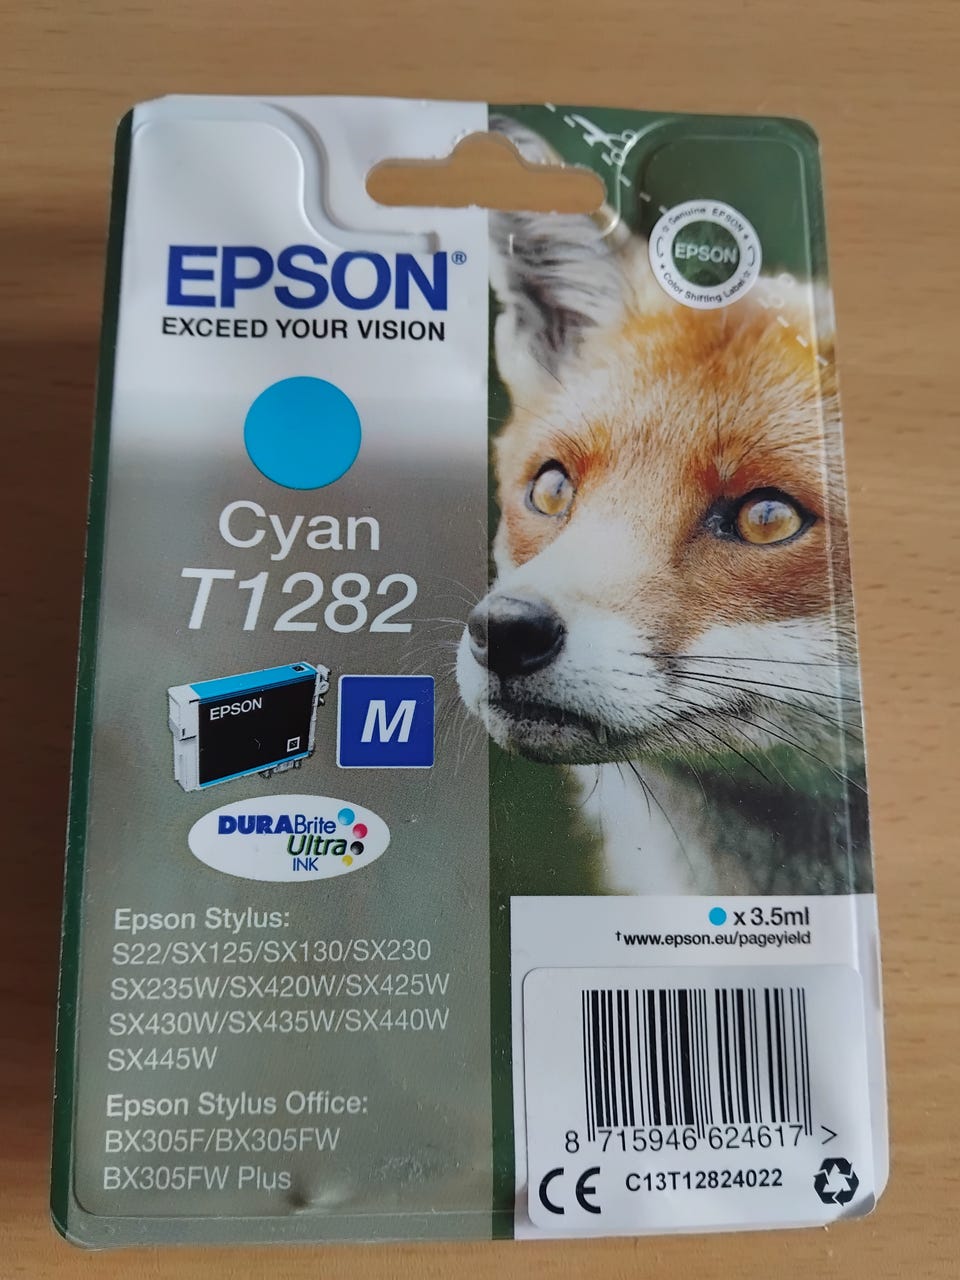 EPSON®
EXCEED YOUR VISION
☆ Genuine EPSON ★
EPSON
★ Color Shifting Label ☆
Cyan
T1282
EPSON
M
DURABrite
Ultra
INK
Epson Stylus:
S22/SX125/SX130/SX230
SX235W/SX420W/SX425W
SX430W/SX435W/SX440W
SX445W
Epson Stylus Office:
BX305F/BX305FW
BX305FW Plus
x 3.5ml
†www.epson.eu/pageyield
8 715946 624617 >
CE C13T12824022